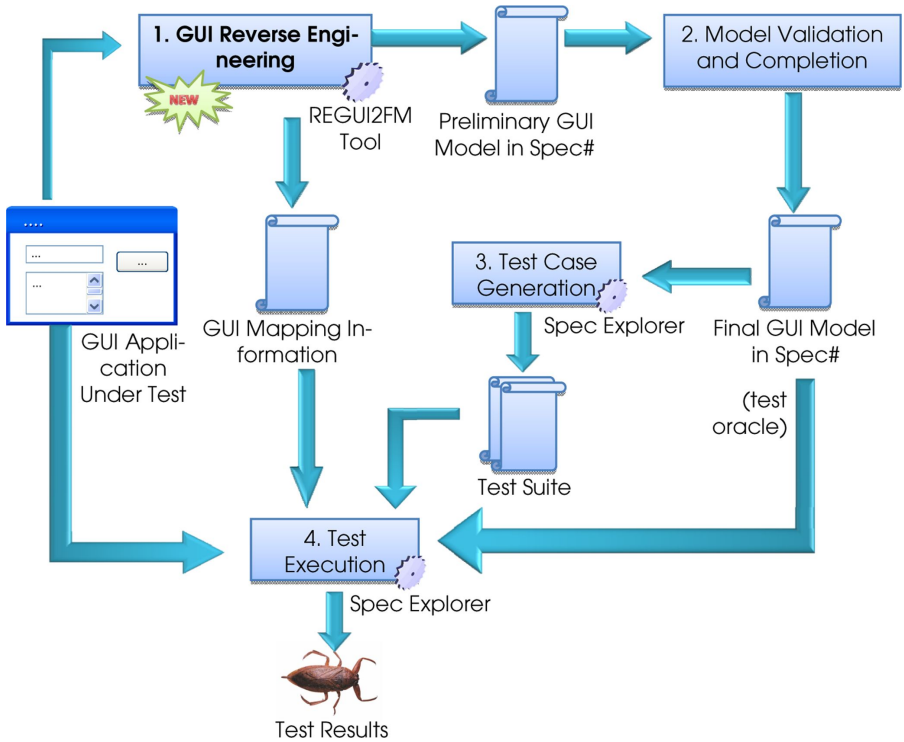 1. GUI Reverse Engi-
neering
NEW
REGUI2FM
Tool
Preliminary GUI
Model in Spec#
2. Model Validation
and Completion
....
...
...
...
GUI Appli-
cation
Under Test
GUI Mapping In-
formation
3. Test Case
Generation
Spec Explorer
Final GUI Model
in Spec#
(test
oracle)
Test Suite
4. Test
Execution
Spec Explorer
Test Results